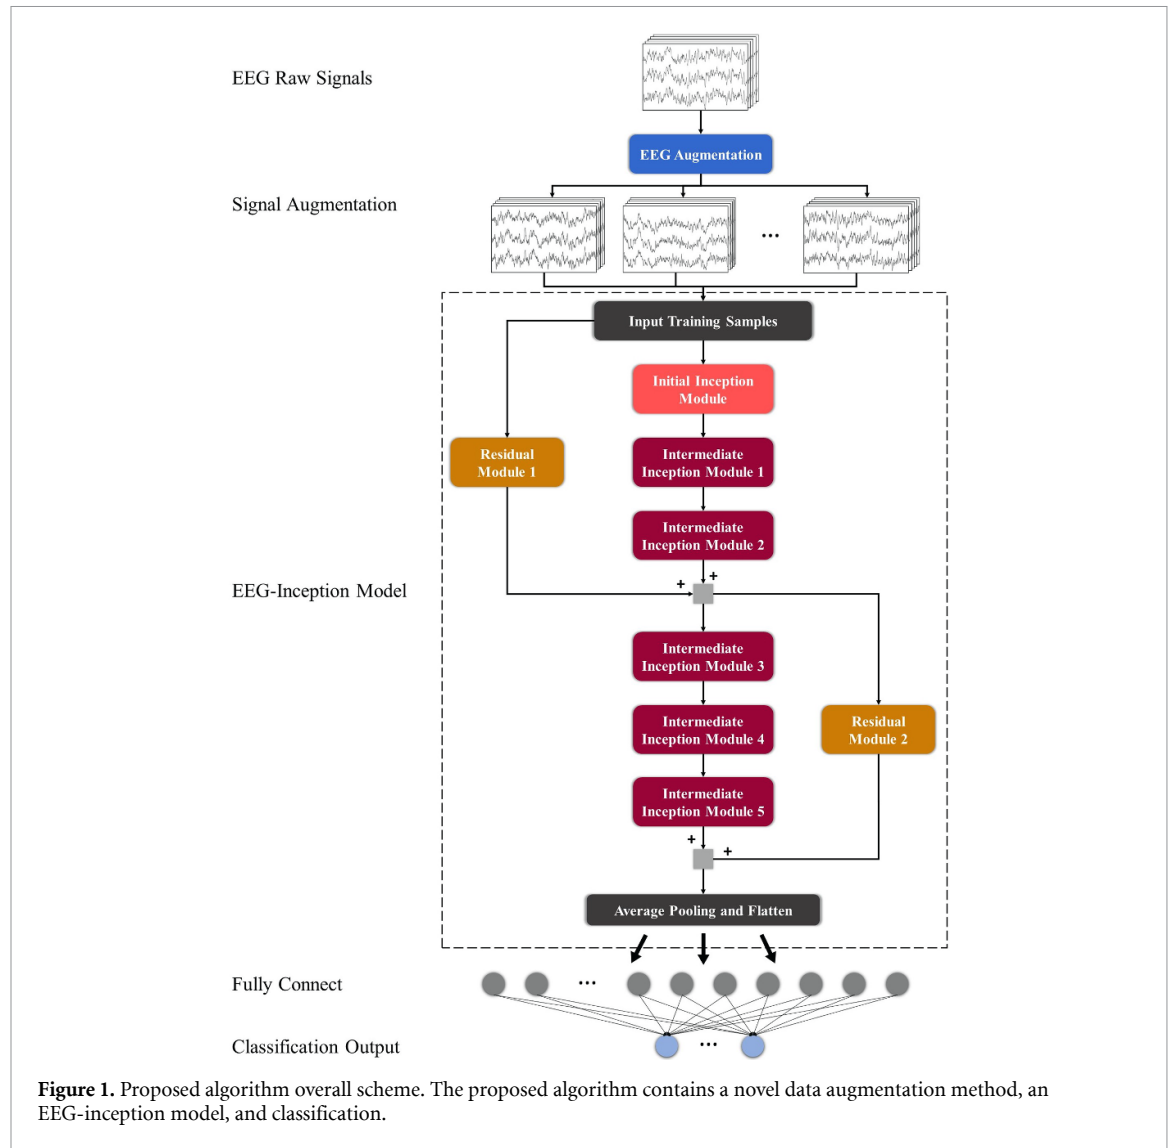 EEG Raw Signals
EEG Augmentation
Signal Augmentation
...
Input Training Samples
Initial Inception
Module
Residual
Module 1
Intermediate
Inception Module 1
Intermediate
Inception Module 2
+
+
EEG-Inception Model
Intermediate
Inception Module 3
Intermediate
Inception Module 4
Residual
Module 2
Intermediate
Inception Module 5
+
+
Average Pooling and Flatten
Fully Connect
...
Classification Output
...
Figure 1. Proposed algorithm overall scheme. The proposed algorithm contains a novel data augmentation method, an
EEG-inception model, and classification.